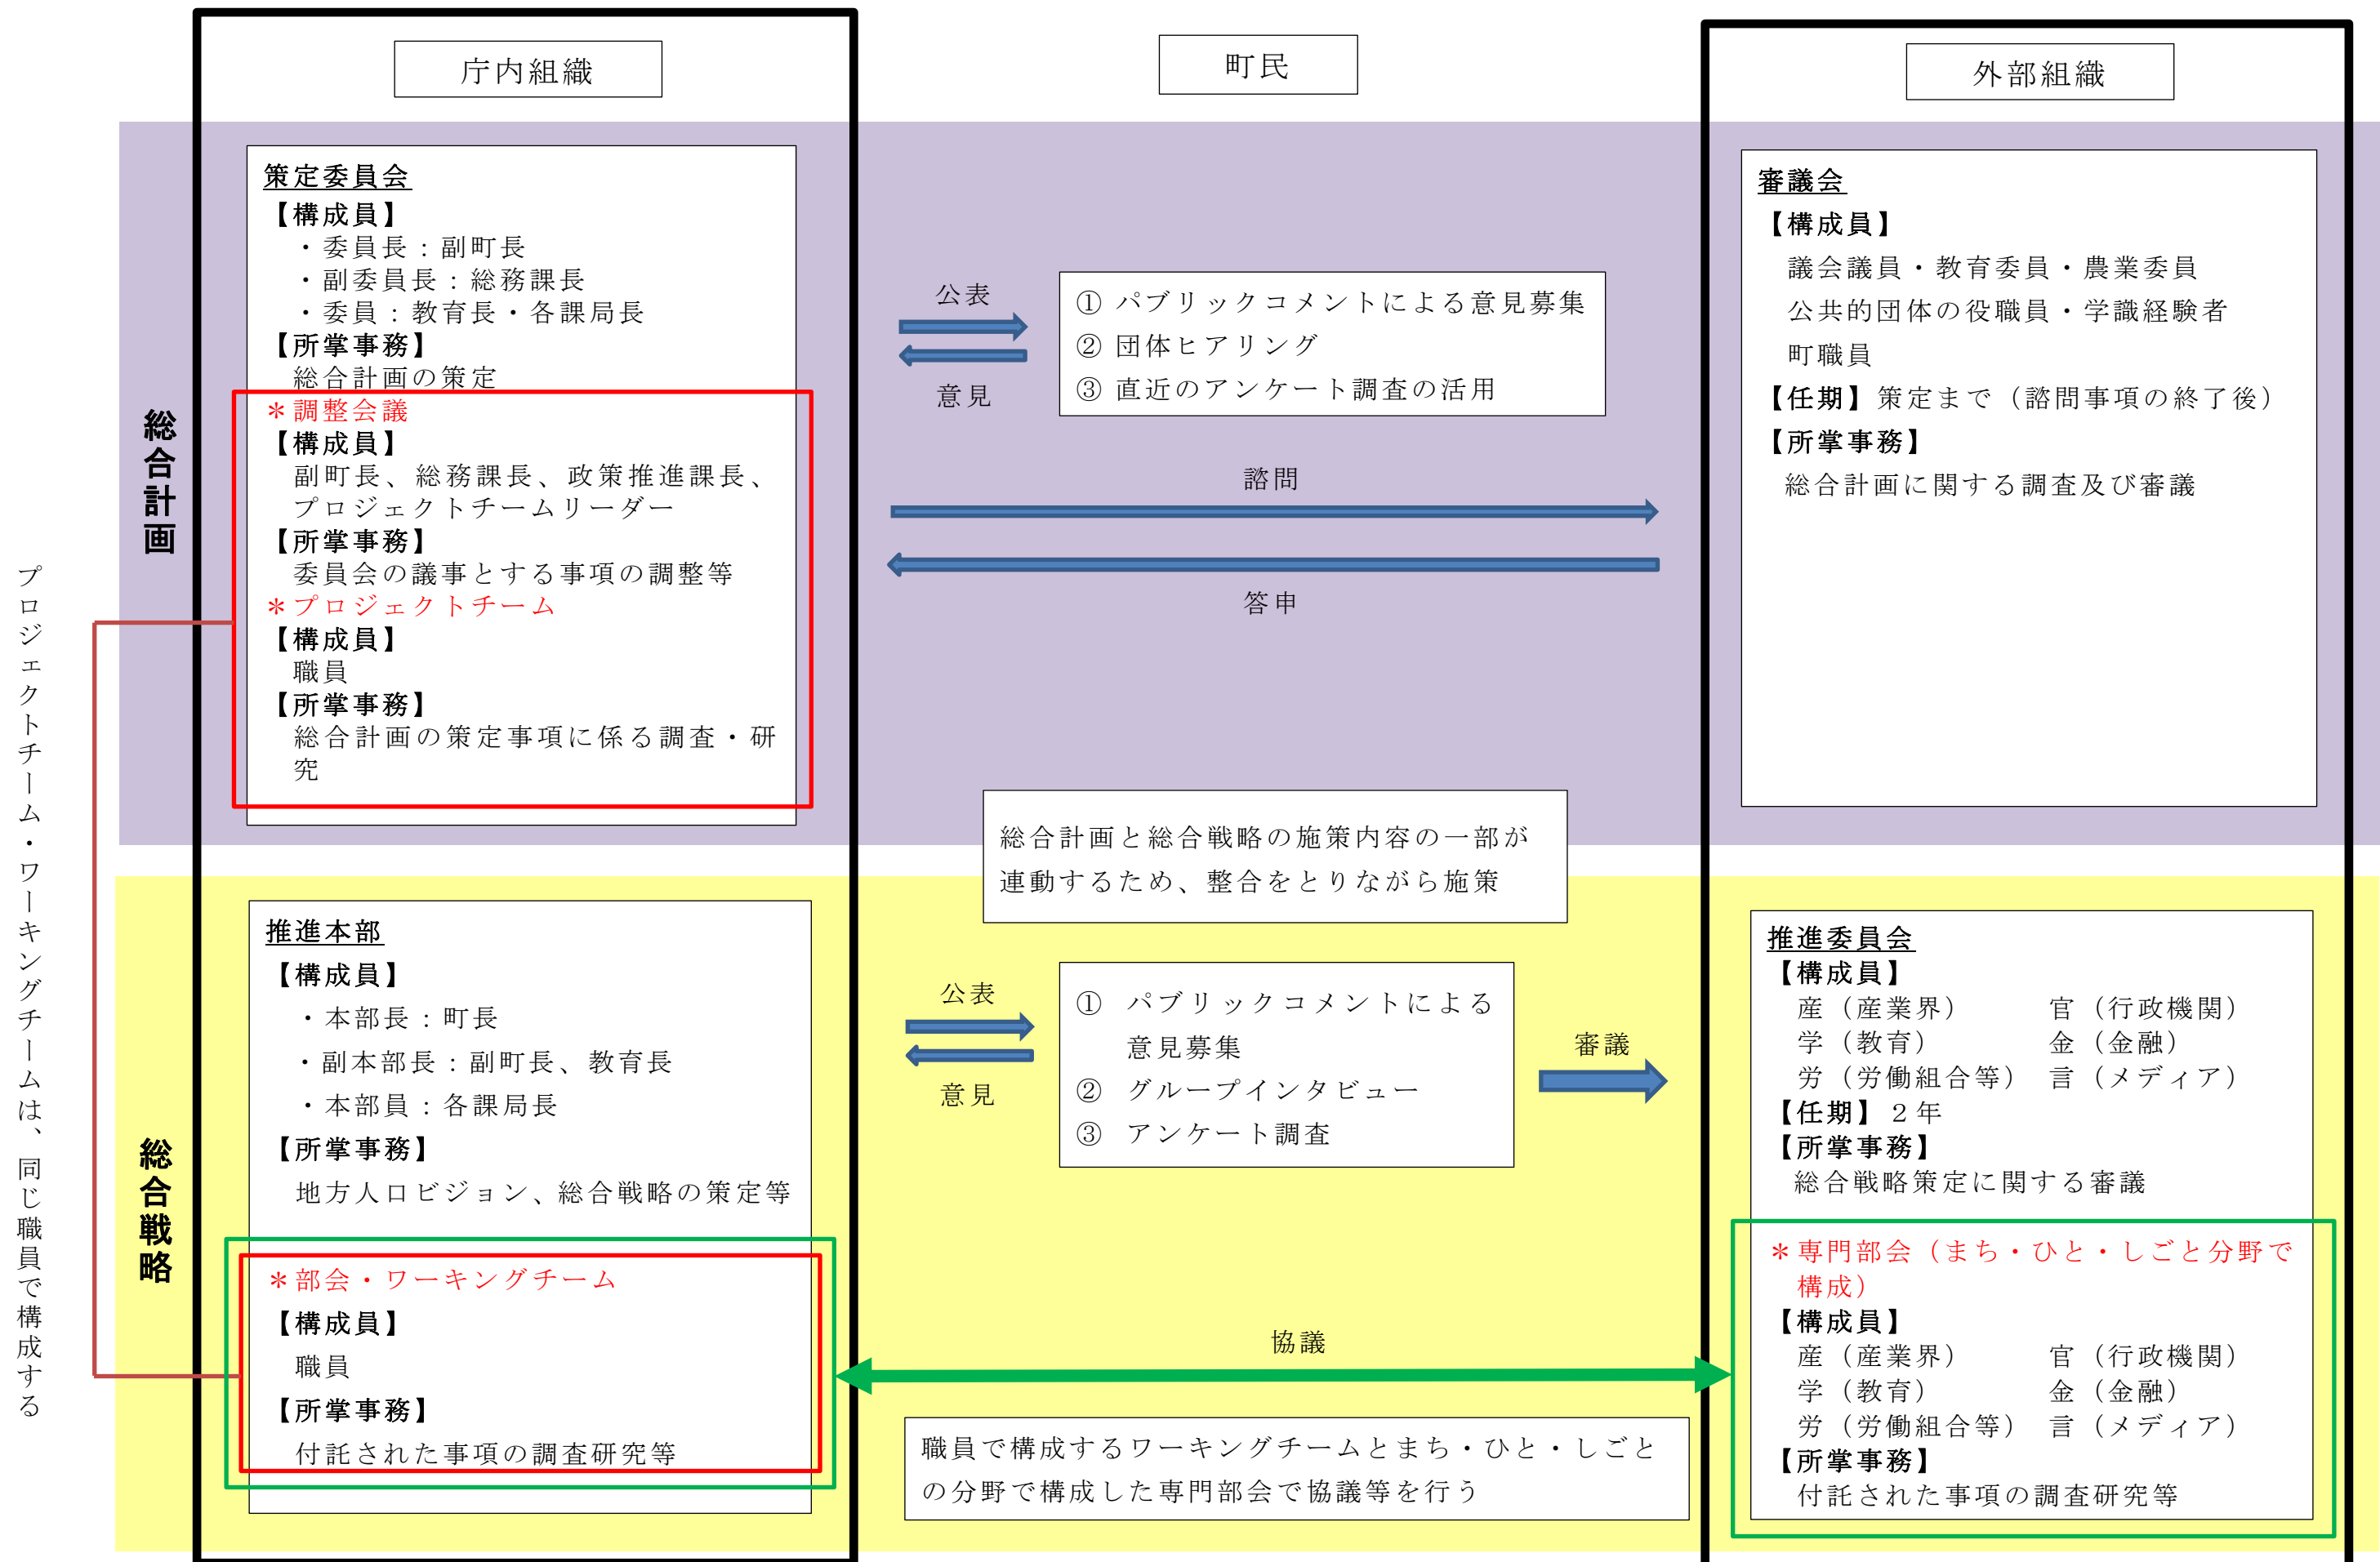 庁内組織
町民
外部組織
総合計画
策定委員会
【構成員】
・委員長：副町長
・副委員長：総務課長
・委員：教育長・各課局長
【所掌事務】
総合計画の策定
＊調整会議
【構成員】
副町長、総務課長、政策推進課長、
プロジェクトチームリーダー
【所掌事務】
委員会の議事とする事項の調整等
＊プロジェクトチーム
【構成員】
職員
【所掌事務】
総合計画の策定事項に係る調査・研
究
公表
意見
① パブリックコメントによる意見募集
② 団体ヒアリング
③ 直近のアンケート調査の活用
諮問
答申
審議会
【構成員】
議会議員・教育委員・農業委員
公共的団体の役職員・学識経験者
町職員
【任期】策定まで（諮問事項の終了後）
【所掌事務】
総合計画に関する調査及び審議
プロジェクトチーム・ワーキングチームは、同じ職員で構成する
総合計画と総合戦略の施策内容の一部が
連動するため、整合をとりながら施策
総合戦略
推進本部
【構成員】
・本部長：町長
・副本部長：副町長、教育長
・本部員：各課局長
【所掌事務】
地方人口ビジョン、総合戦略の策定等
＊部会・ワーキングチーム
【構成員】
職員
【所掌事務】
付託された事項の調査研究等
公表
意見
① パブリックコメントによる
意見募集
② グループインタビュー
③ アンケート調査
審議
協議
職員で構成するワーキングチームとまち・ひと・しごと
の分野で構成した専門部会で協議等を行う
推進委員会
【構成員】
産（産業界） 官（行政機関）
学（教育） 金（金融）
労（労働組合等） 言（メディア）
【任期】２年
【所掌事務】
総合戦略策定に関する審議
＊専門部会（まち・ひと・しごと分野で
構成）
【構成員】
産（産業界） 官（行政機関）
学（教育） 金（金融）
労（労働組合等） 言（メディア）
【所掌事務】
付託された事項の調査研究等